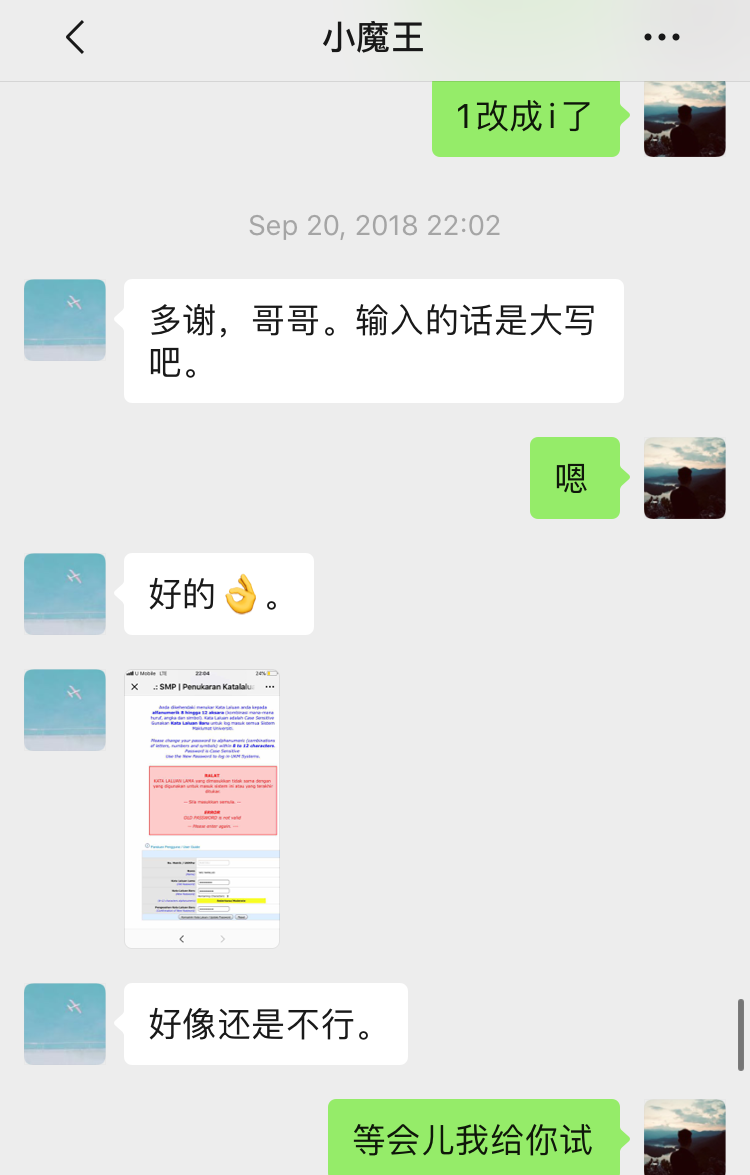 小魔王
1改成i了
Sep 20, 2018 22:02
多谢，哥哥。输入的话是大写
吧。
嗯
好的👌。
U Mobile LTE 22:04 24%
.: SMP | Penukaran Katalalu
Anda dikehendaki menukar Kata Laluan anda kepada
alfanumerik 8 hingga 12 aksara (kombinasi mana-mana
huruf, angka dan simbol). Kata Laluan adalah Case Sensitive
Gunakan Kata Laluan Baru untuk log masuk semua Sistem
Maklumat Universiti.
Please change your password to alphanumeric (combinations
of letters, numbers and symbols) within 8 to 12 characters.
Password is Case Sensitive
Use the New Password to log in UKM Systems.
RALAT
KATA LALUAN LAMA yang dimasukkan tidak sama dengan
yang digunakan untuk masuk sistem ini atau yang terakhir
ditukar.
-- Sila masukkan semula. --
ERROR
OLD PASSWORD is not valid
-- Please enter again. --
好像还是不行。
等会儿我给你试